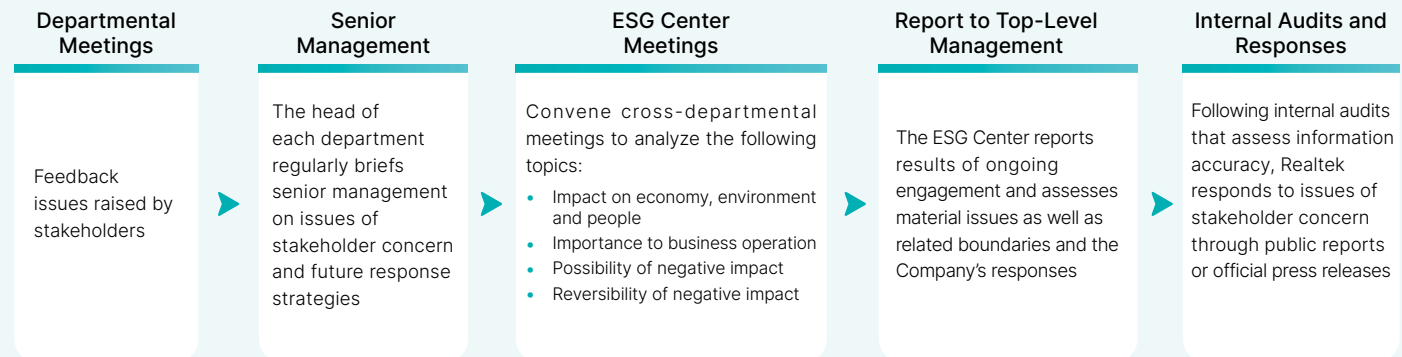 Departmental
Meetings
Feedback
issues raised by
stakeholders
Senior
Management
The head of
each department
regularly briefs
senior management
on issues of
stakeholder concern
and future response
strategies
ESG Center
Meetings
Convene cross-departmental
meetings to analyze the following
topics:
• Impact on economy, environment
and people
• Importance to business operation
• Possibility of negative impact
• Reversibility of negative impact
Report to Top-Level
Management
The ESG Center reports
results of ongoing
engagement and assesses
material issues as well as
related boundaries and the
Company’s responses
Internal Audits and
Responses
Following internal audits
that assess information
accuracy, Realtek
responds to issues of
stakeholder concern
through public reports
or official press releases